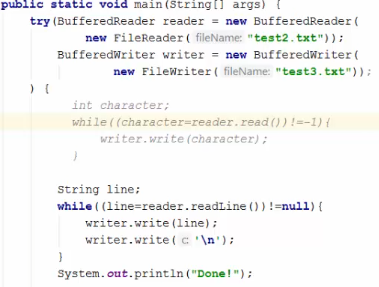 public static void main(String[] args) {
    try(BufferedReader reader = new BufferedReader(
            new FileReader( fileName: "test2.txt"));
        BufferedWriter writer = new BufferedWriter(
                new FileWriter( fileName: "test3.txt"));
    ) {
        int character;
        while((character=reader.read())!=-1){
            writer.write(character);
        }
        String line;
        while((line=reader.readLine())!=null){
            writer.write(line);
            writer.write( c: '\n');
        }
        System.out.println("Done!");